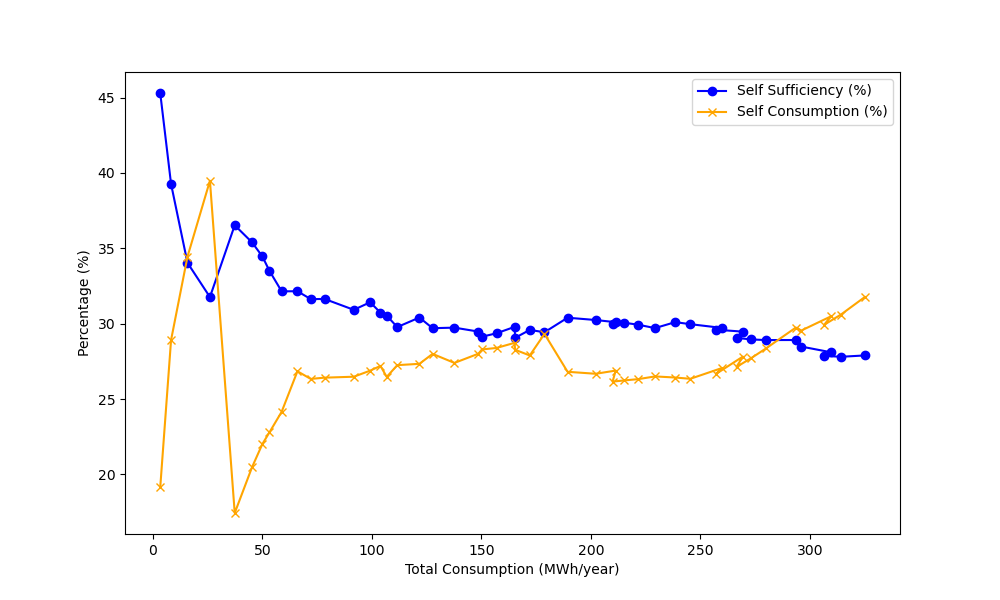 Self Sufficiency (%)
Self Consumption (%)
45
40
35
30
25
20
Percentage (%)
0 50 100 150 200 250 300
Total Consumption (MWh/year)